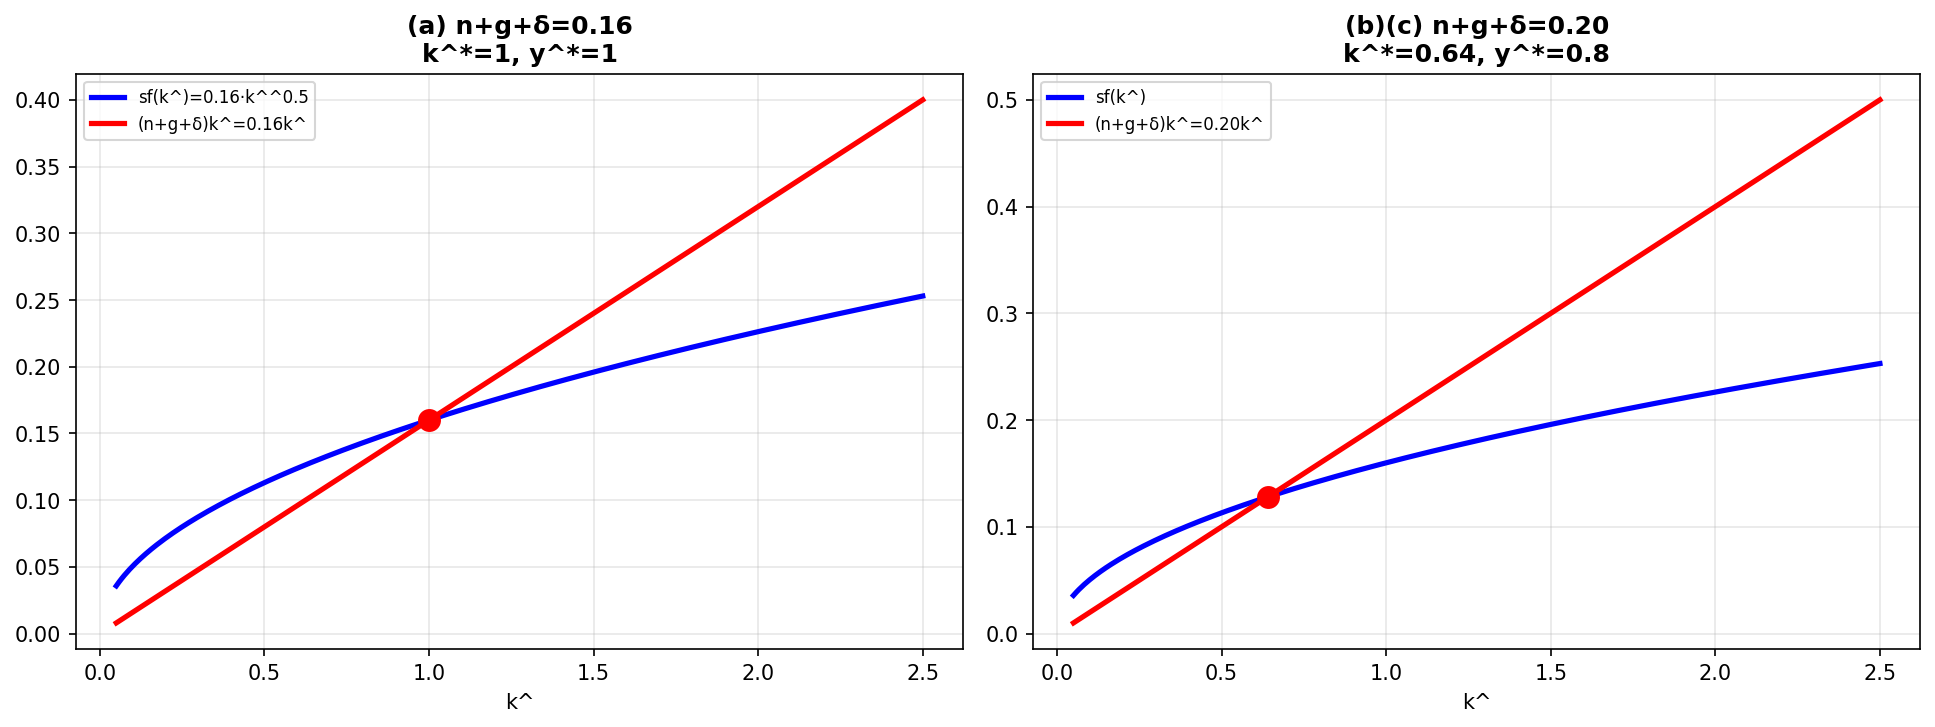 (a) n+g+δ=0.16
k^*=1, y^*=1
sf(k^)=0.16·k^^0.5
(n+g+δ)k^=0.16k^
0.40
0.35
0.30
0.25
0.20
0.15
0.10
0.05
0.00
0.0 0.5 1.0 1.5 2.0 2.5
k^
(b)(c) n+g+δ=0.20
k^*=0.64, y^*=0.8
sf(k^)
(n+g+δ)k^=0.20k^
0.5
0.4
0.3
0.2
0.1
0.0
0.0 0.5 1.0 1.5 2.0 2.5
k^